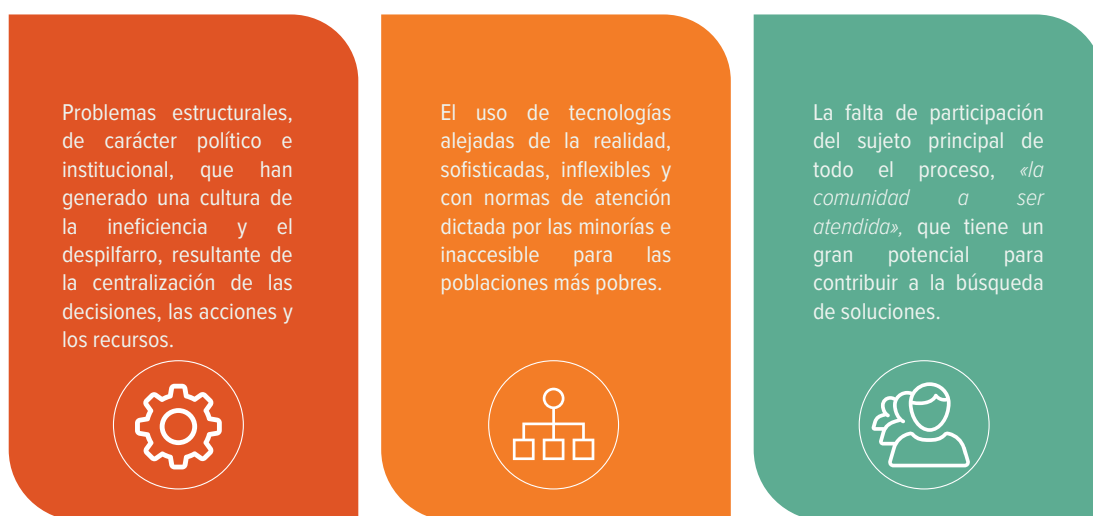 Problemas estructurales,
de carácter político e
institucional, que han
generado una cultura de
la ineficiencia y el
despilfarro, resultante de
la centralización de las
decisiones, las acciones y
los recursos.
El uso de tecnologías
alejadas de la realidad,
sofisticadas, inflexibles y
con normas de atención
dictada por las minorías e
inaccesible para las
poblaciones más pobres.
La falta de participación
del sujeto principal de
todo el proceso, «la
comunidad a ser
atendida», que tiene un
gran potencial para
contribuir a la búsqueda
de soluciones.